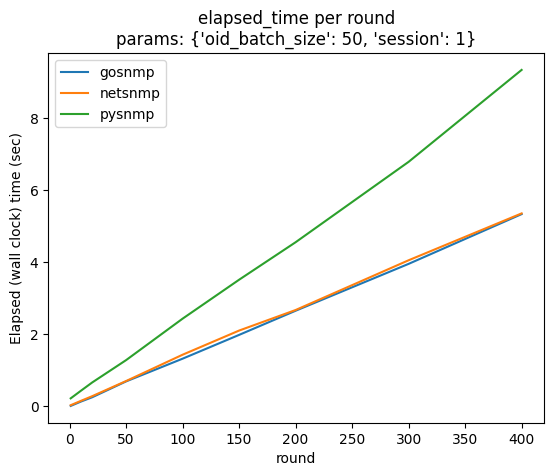 elapsed_time per round
params: {'oid_batch_size': 50, 'session': 1}
gosnmp
netsnmp
pysnmp
Elapsed (wall clock) time (sec)
8
6
4
2
0
0 50 100 150 200 250 300 350 400
round